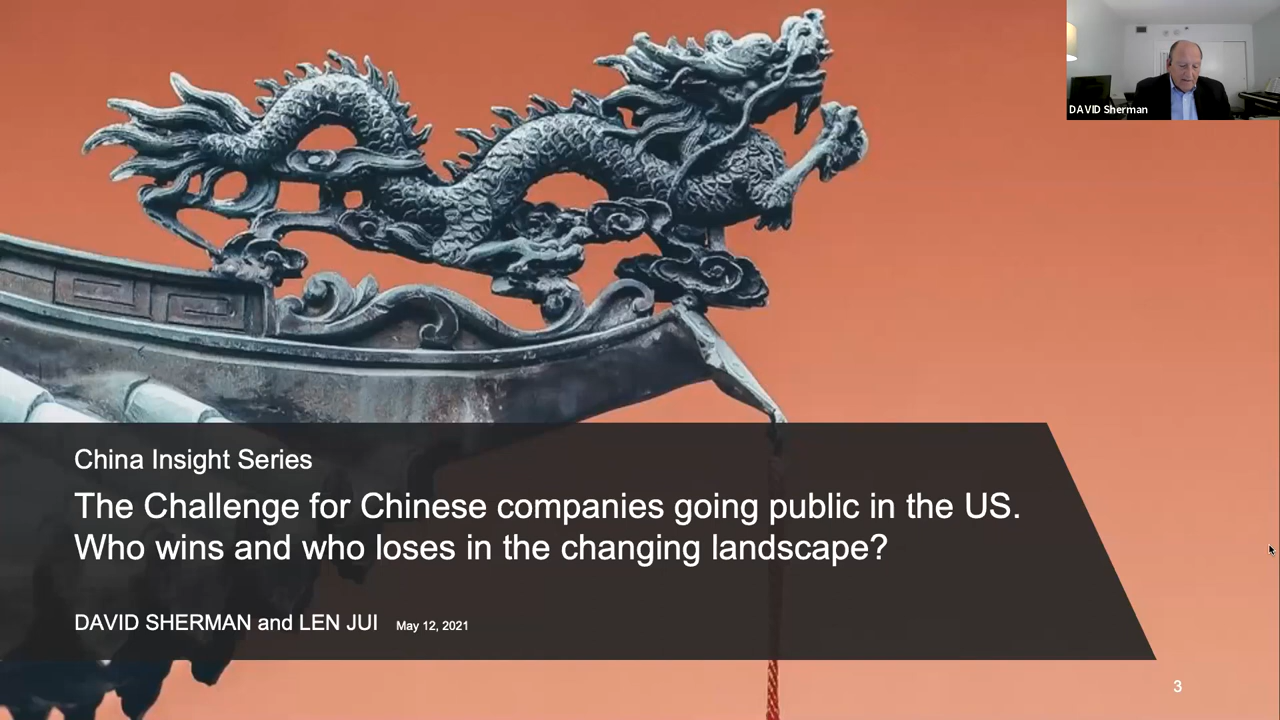 DAVID Sherman
China Insight Series
The Challenge for Chinese companies going public in the US.
Who wins and who loses in the changing landscape?
DAVID SHERMAN and LEN JUI May 12, 2021
3